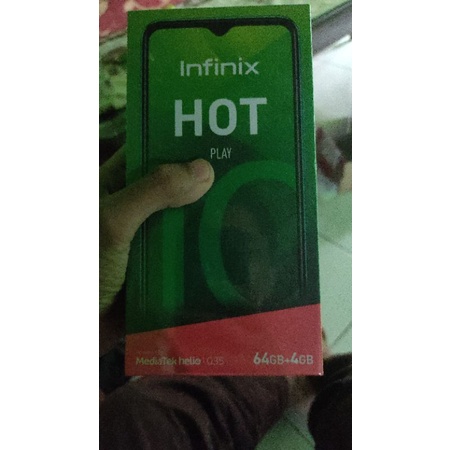 Infinix
HOT
PLAY
10
MediaTek helio G35
64GB+4GB